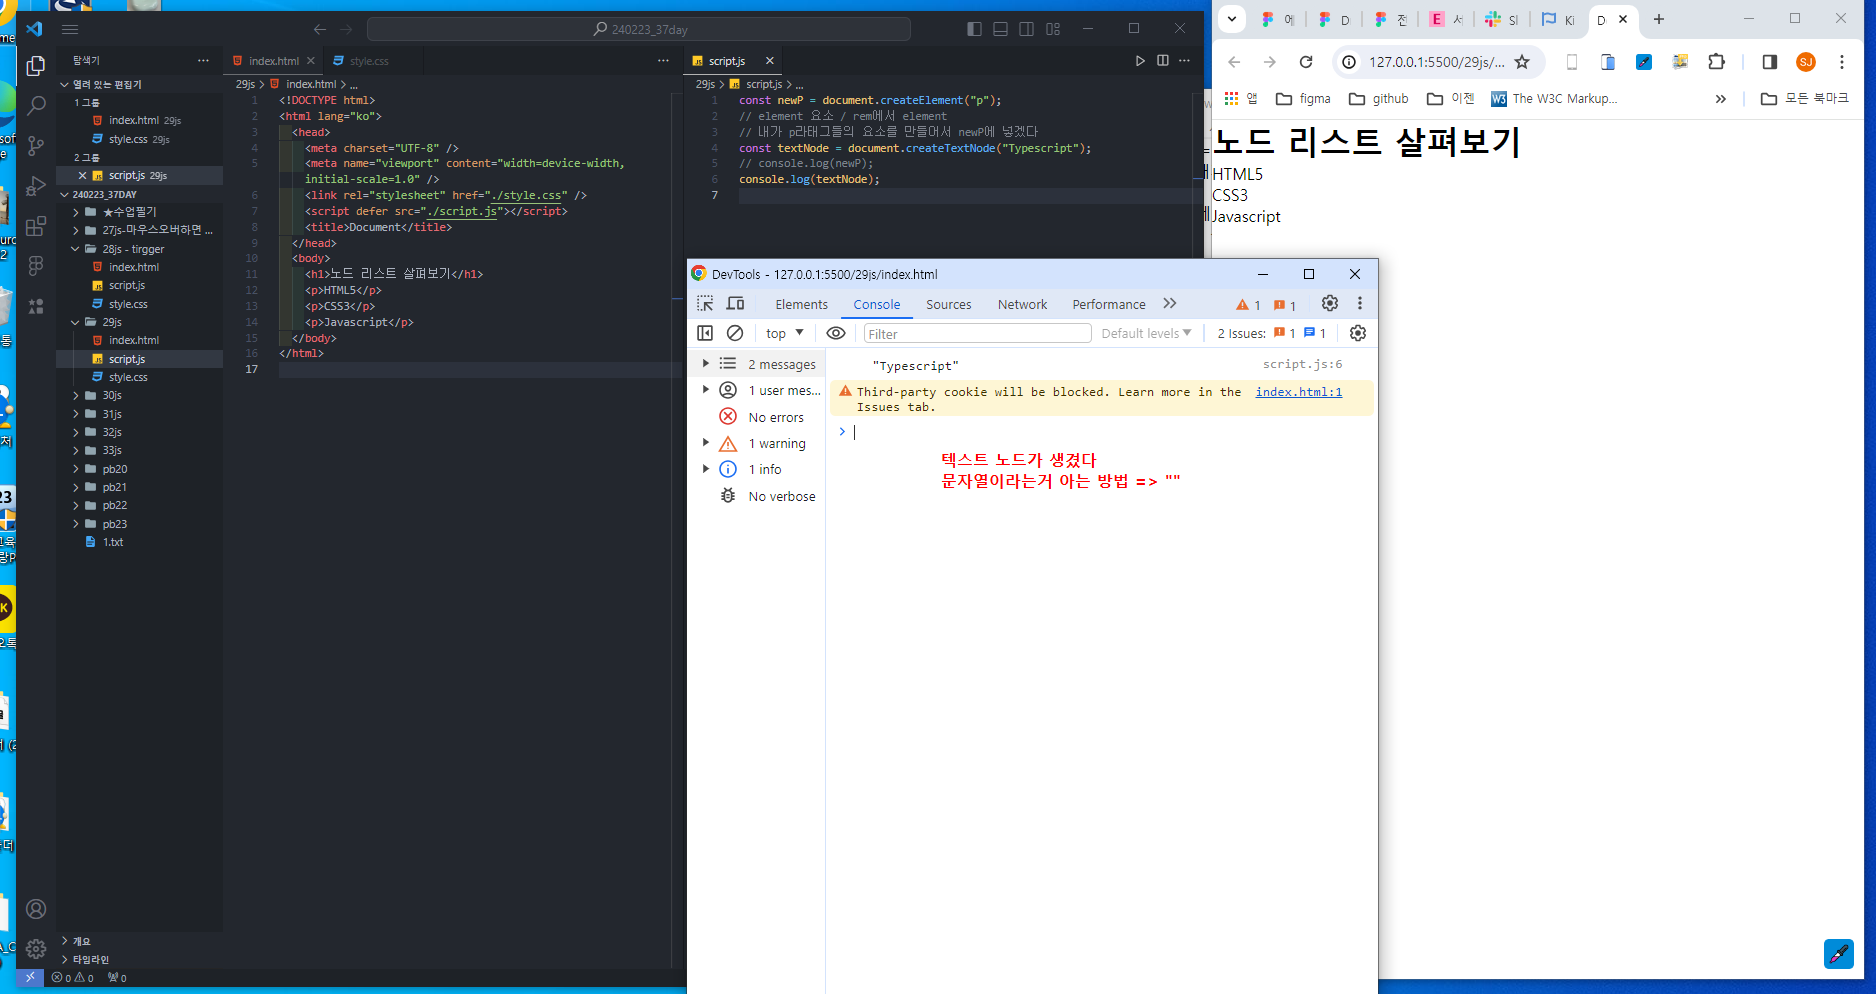 240223_37day
탐색기
열려 있는 편집기
1 그룹
index.html 29js
style.css 29js
2 그룹
script.js 29js
240223_37DAY
★수업필기
27js-마우스오버하면 ...
28js - tirgger
index.html
script.js
style.css
29js
index.html
script.js
style.css
30js
31js
32js
33js
pb20
pb21
pb22
pb23
1.txt
개요
타임라인
0 0 0
index.html
style.css
29js > index.html > ...
1 <!DOCTYPE html>
2 <html lang="ko">
3 <head>
4 <meta charset="UTF-8" />
5 <meta name="viewport" content="width=device-width,
initial-scale=1.0" />
6 <link rel="stylesheet" href="./style.css" />
7 <script defer src="./script.js"></script>
8 <title>Document</title>
9 </head>
10 <body>
11 <h1>노드 리스트 살펴보기</h1>
12 <p>HTML5</p>
13 <p>CSS3</p>
14 <p>Javascript</p>
15 </body>
16 </html>
17
script.js
29js > script.js > ...
1 const newP = document.createElement("p");
2 // element 요소 / rem에서 element
3 // 내가 p라태그들의 요소를 만들어서 newP에 넣겠다
4 const textNode = document.createTextNode("Typescript");
5 // console.log(newP);
6 console.log(textNode);
7
DevTools - 127.0.0.1:5500/29js/index.html
Elements Console Sources Network Performance 1 1
top Filter Default levels 2 Issues: 1 1
2 messages
1 user mes...
No errors
1 warning
1 info
No verbose
"Typescript" script.js:6
Third-party cookie will be blocked. Learn more in the index.html:1
Issues tab.
텍스트 노드가 생겼다
문자열이라는거 아는 방법 => ""
에 D 전 E 서 Sl Ki D
127.0.0.1:5500/29js/... SJ
앱 figma github 이젠 W3 The W3C Markup... 모든 북마크
노드 리스트 살펴보기
HTML5
CSS3
Javascript